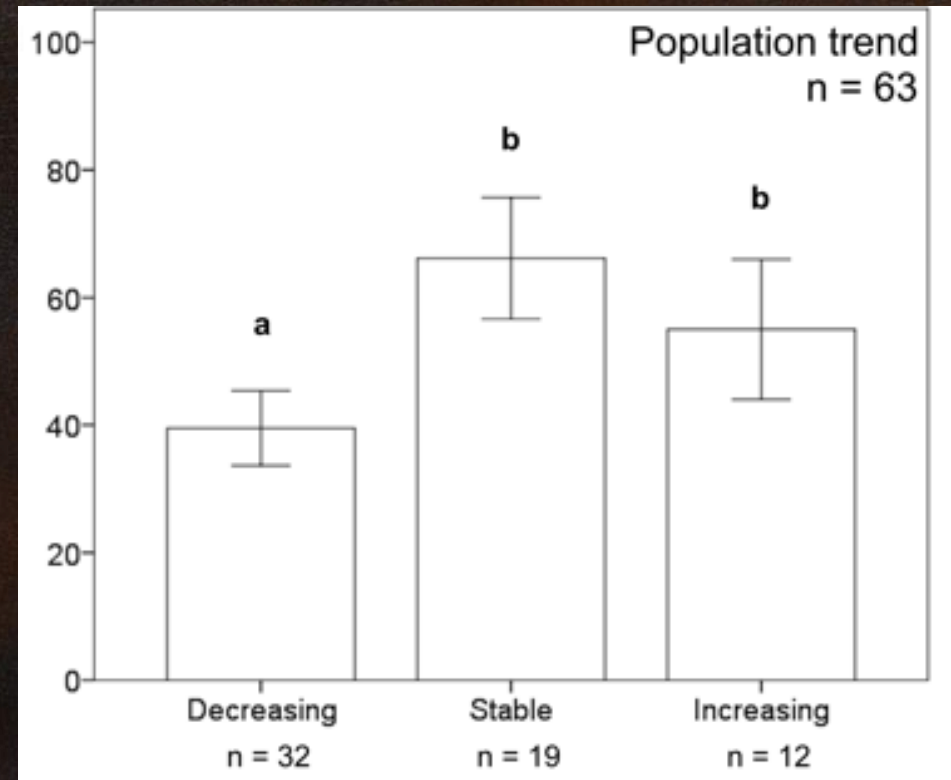 Population trend
n = 63
100
80
60
40
20
0
a
b
b
Decreasing Stable Increasing
n = 32 n = 19 n = 12